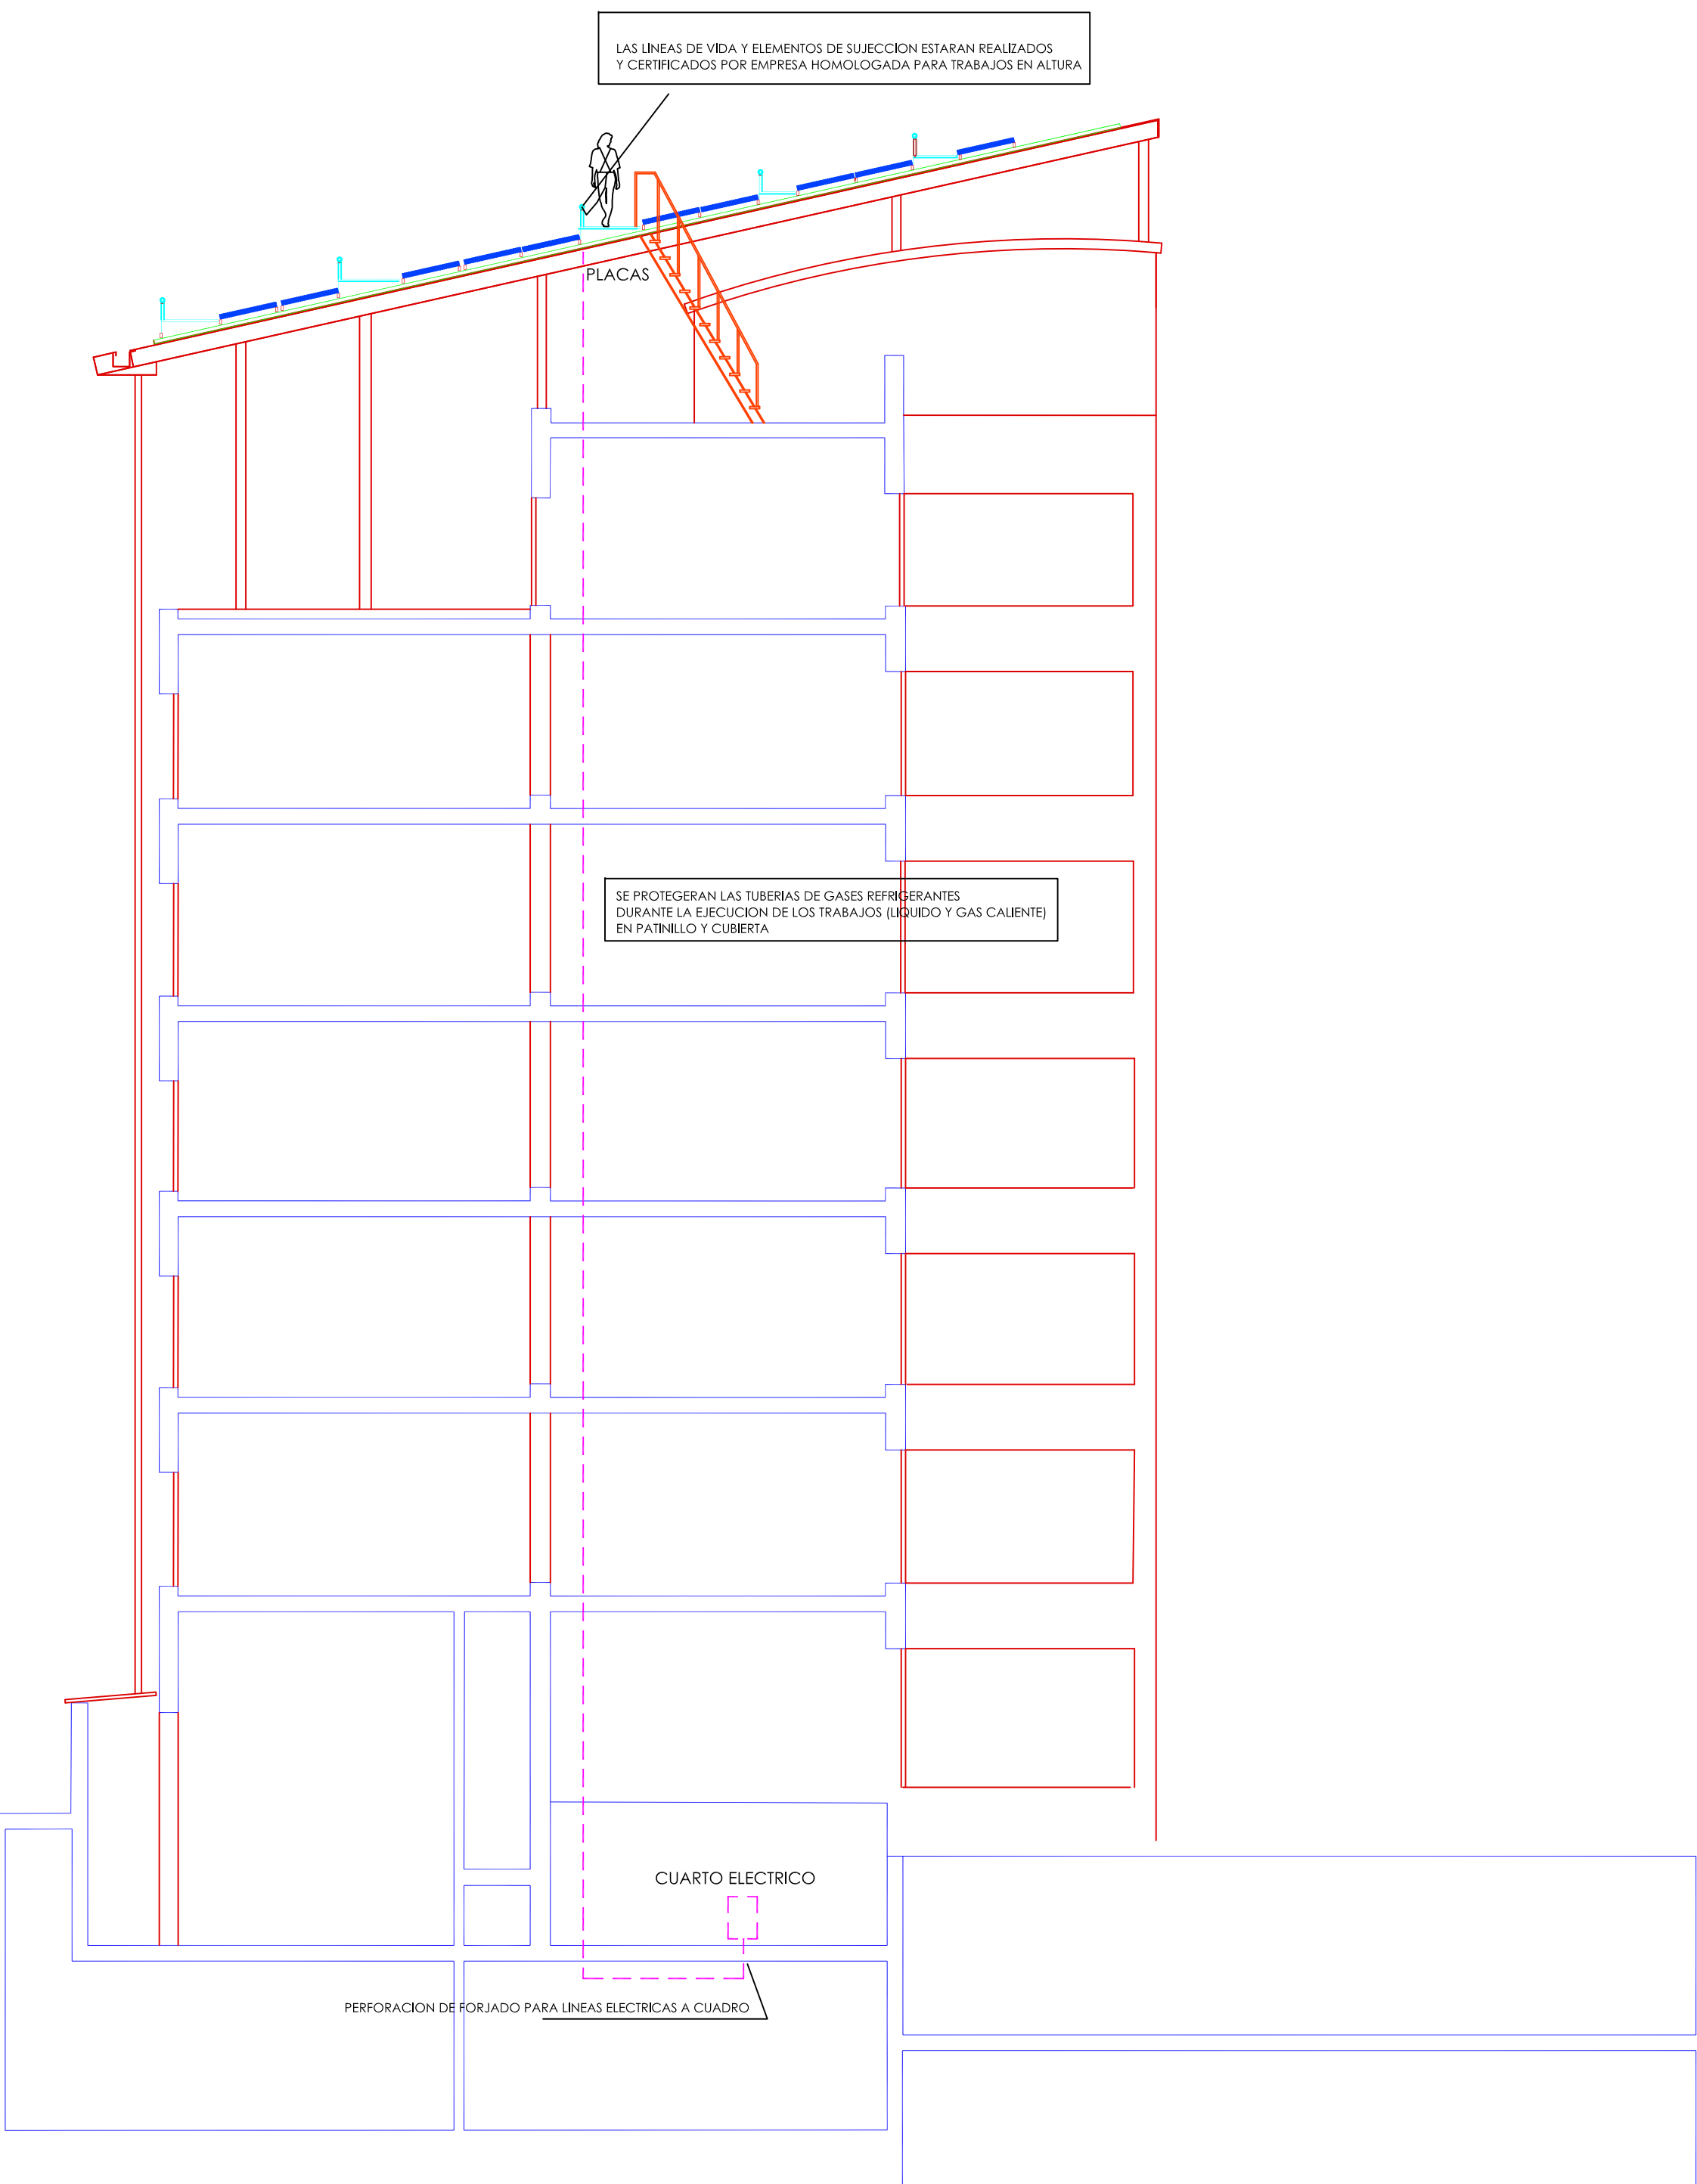 LAS LINEAS DE VIDA Y ELEMENTOS DE SUJECCION ESTARAN REALIZADOS
Y CERTIFICADOS POR EMPRESA HOMOLOGADA PARA TRABAJOS EN ALTURA
PLACAS
SE PROTEGERAN LAS TUBERIAS DE GASES REFRIGERANTES
DURANTE LA EJECUCION DE LOS TRABAJOS (LIQUIDO Y GAS CALIENTE)
EN PATINILLO Y CUBIERTA
CUARTO ELECTRICO
PERFORACION DE FORJADO PARA LINEAS ELECTRICAS A CUADRO